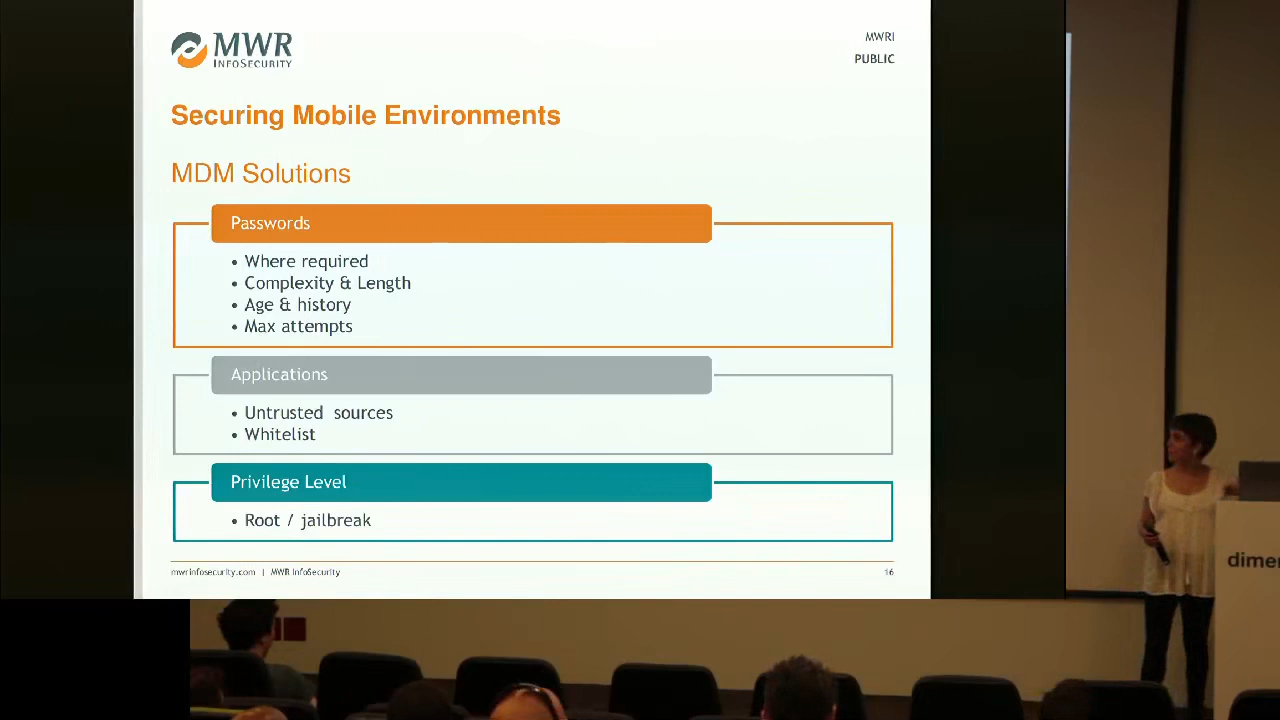 MWR
INFOSECURITY
MWRI
PUBLIC
Securing Mobile Environments
MDM Solutions
Passwords
• Where required
• Complexity & Length
• Age & history
• Max attempts
Applications
• Untrusted sources
• Whitelist
Privilege Level
• Root / jailbreak
mwrinfosecurity.com | MWR InfoSecurity
16
dimen